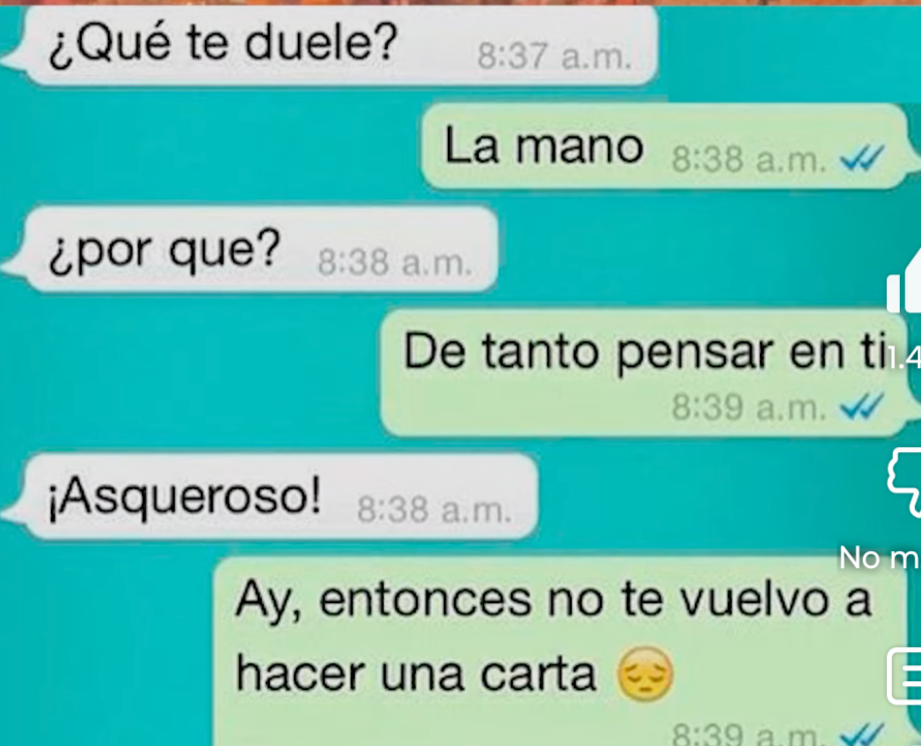 ¿Qué te duele? 8:37 a.m.
La mano 8:38 a.m.
¿por que? 8:38 a.m.
De tanto pensar en ti
1.4
8:39 a.m.
¡Asqueroso! 8:38 a.m.
No m
Ay, entonces no te vuelvo a
hacer una carta 😔
8:39 a.m.